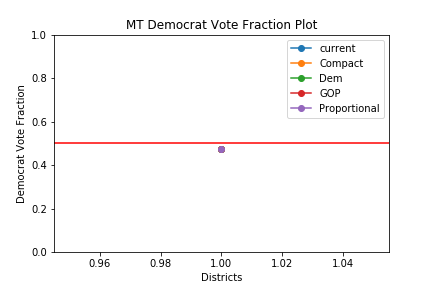 MT Democrat Vote Fraction Plot
1.0
0.8
0.6
0.4
0.2
0.0
Democrat Vote Fraction
current
Compact
Dem
GOP
Proportional
0.96 0.98 1.00 1.02 1.04
Districts